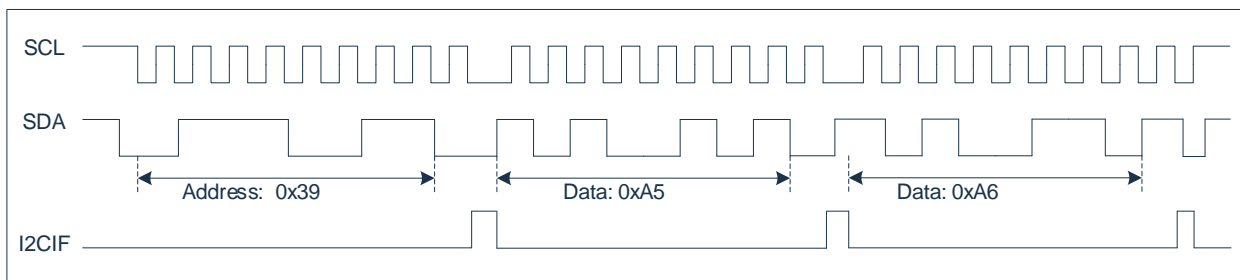 SCL
SDA
Address: 0x39
Data: 0xA5
Data: 0xA6
I2CIF